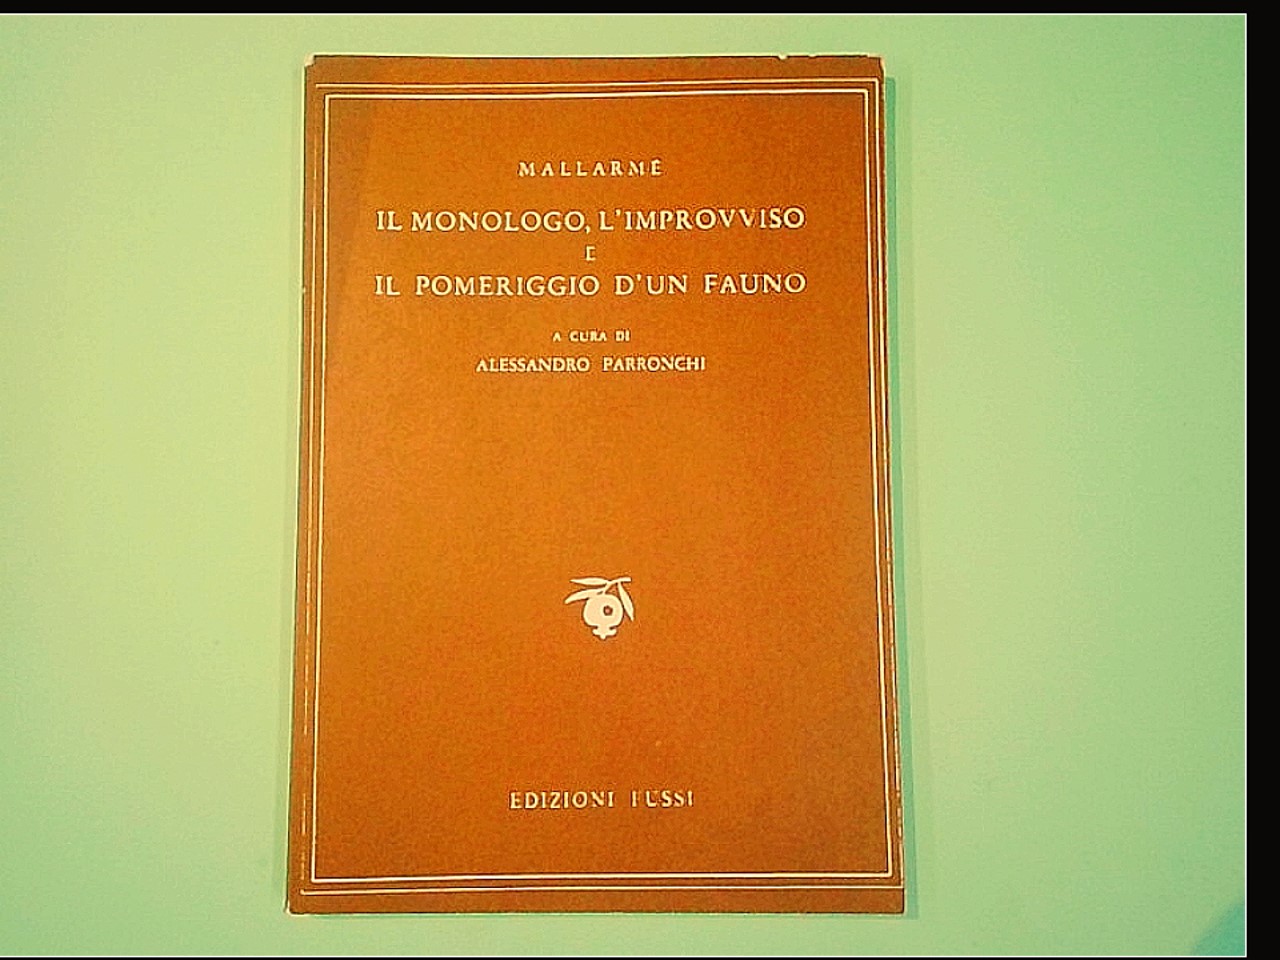 MALLARMÉ
IL MONOLOGO, L'IMPROVVISO
E
IL POMERIGGIO D'UN FAUNO
A CURA DI
ALESSANDRO PARRONCHI
EDIZIONI FUSSI